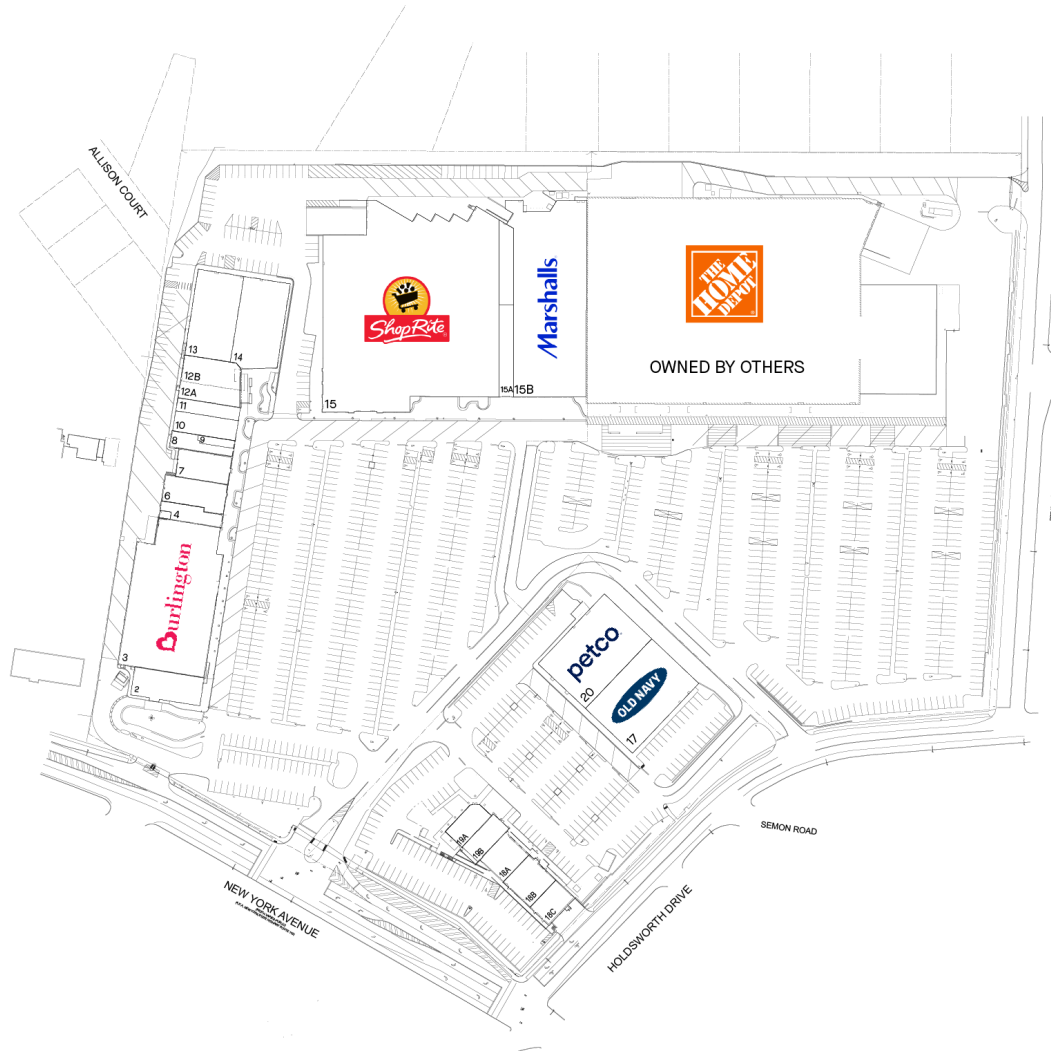 ALLISON COURT
THE
HOME
DEPOT
OWNED BY OTHERS
ShopRite
Marshalls
15
15A
15B
13
14
12B
12A
11
10
9
8
7
6
4
Burlington
3
2
petco
20
OLD NAVY
17
19A
19B
18A
18B
18C
SEMON ROAD
HOLDSWORTH DRIVE
NEW YORK AVENUE